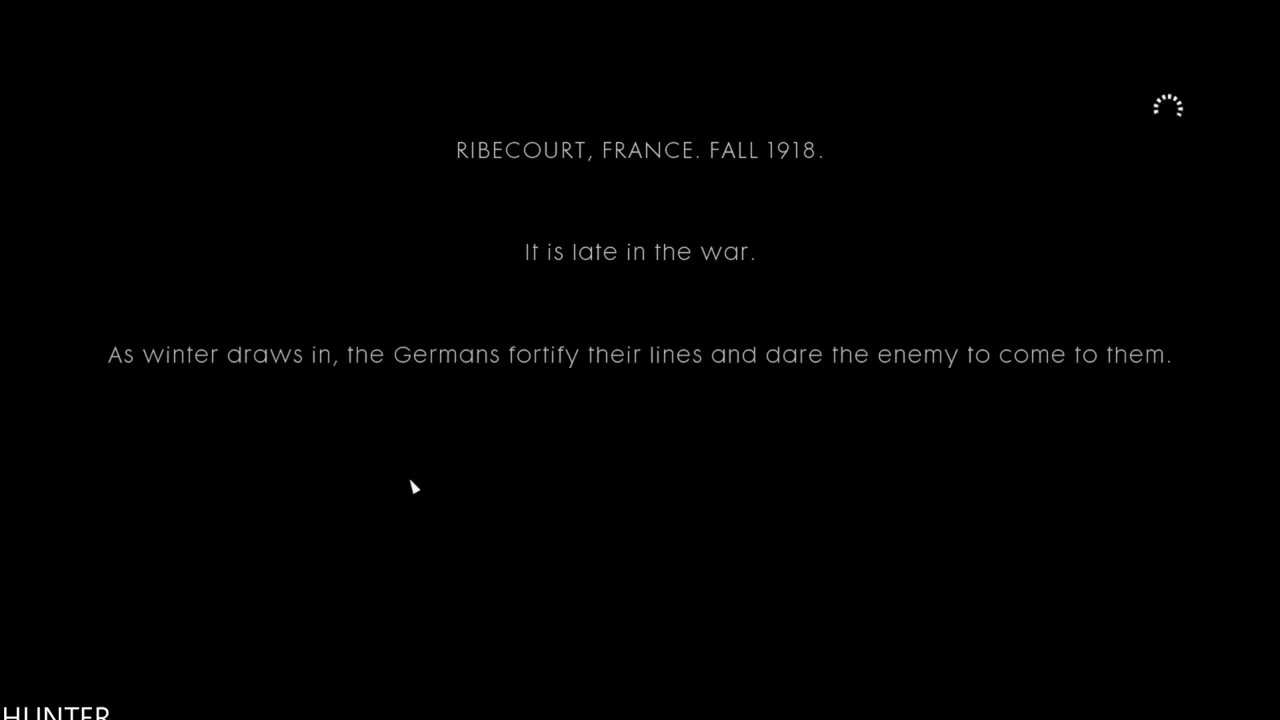 RIBECOURT, FRANCE. FALL 1918.
It is late in the war.
As winter draws in, the Germans fortify their lines and dare the enemy to come to them.
HUNTER